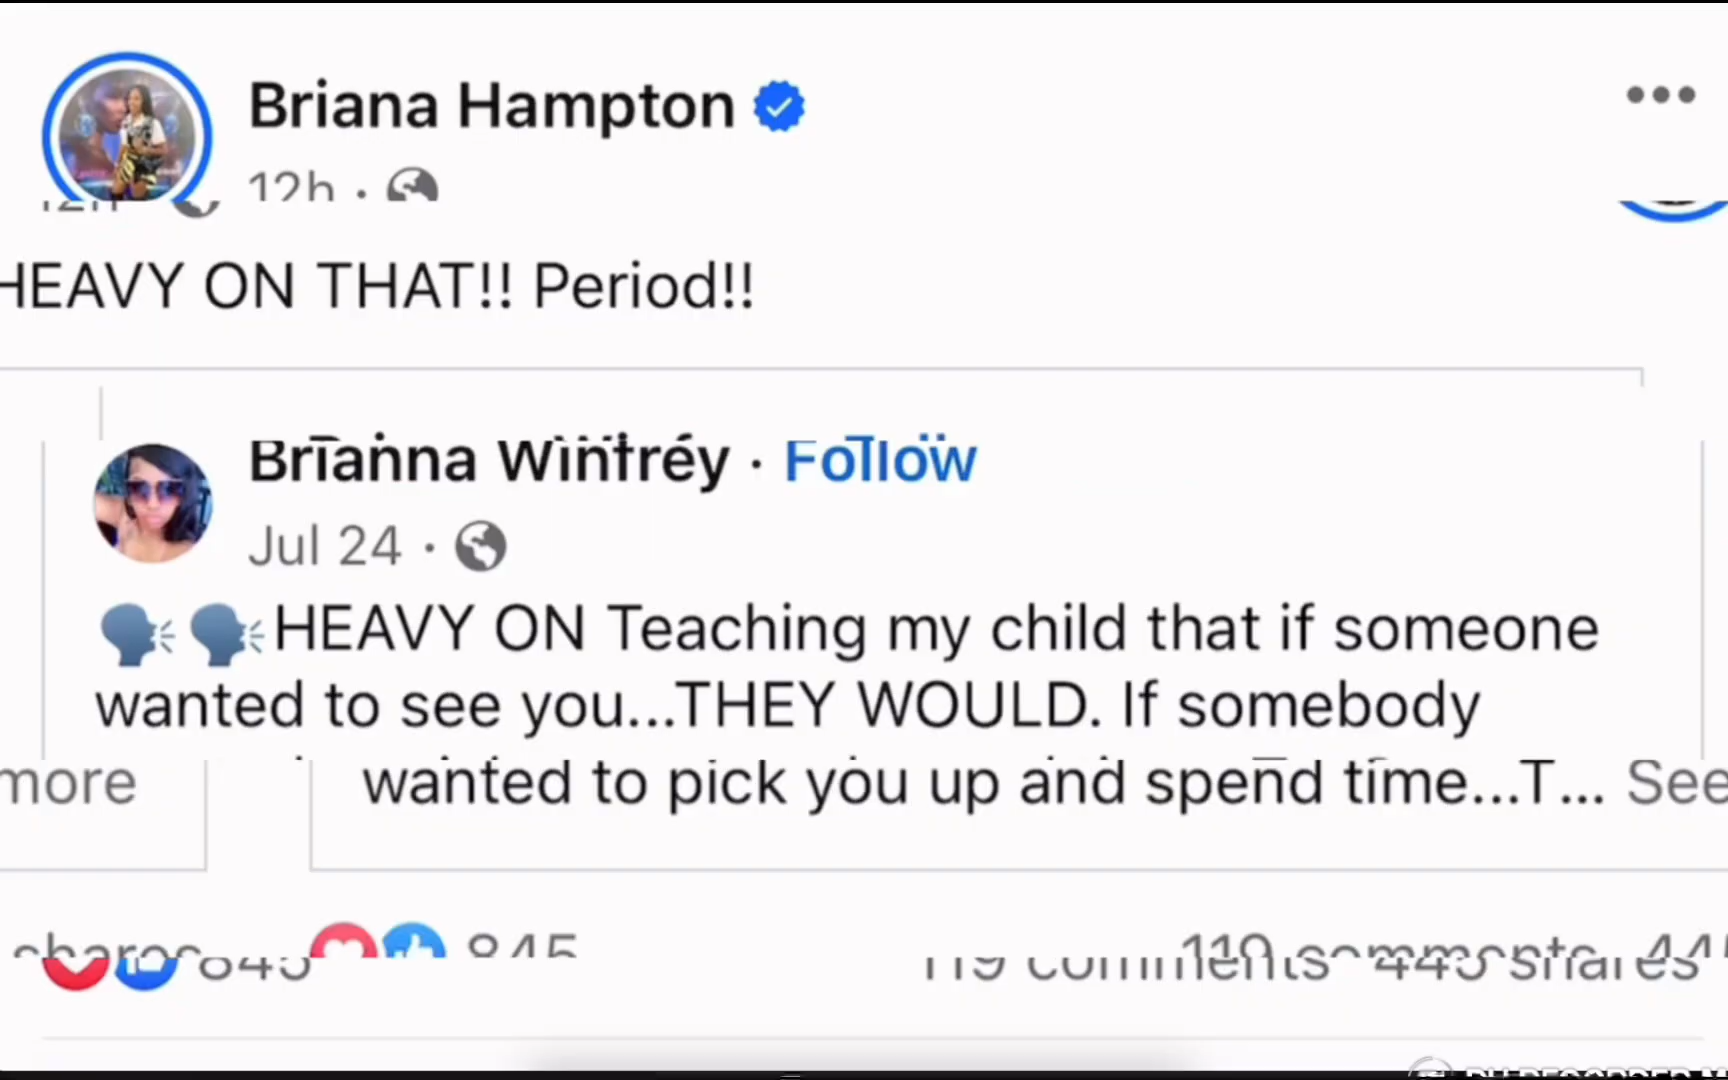 Briana Hampton
12h
HEAVY ON THAT!! Period!!
Brianna Wintrey · Follow
Jul 24 ·
🗣️🗣️HEAVY ON Teaching my child that if someone
wanted to see you...THEY WOULD. If somebody
wanted to pick you up and spend time...T... See
more
845
119 comments 445 shares